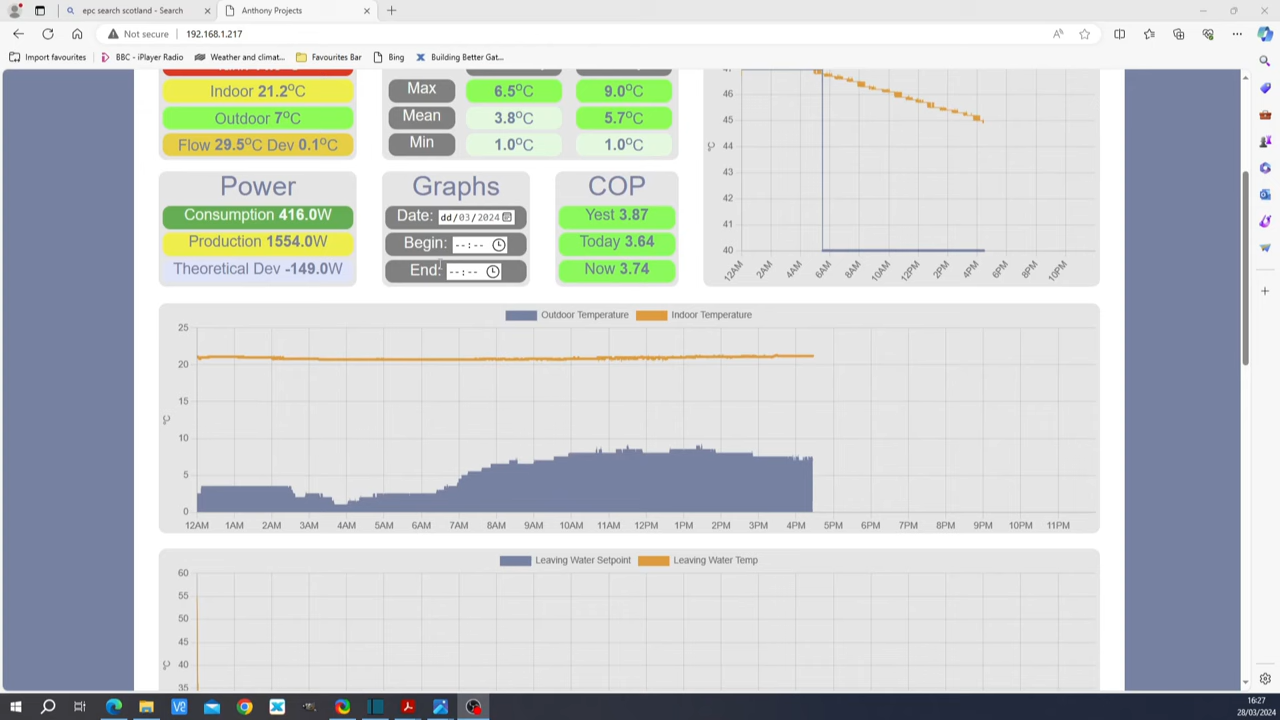 epc search scotland - Search
Anthony Projects
Not secure
192.168.1.217
Import favourites
BBC - iPlayer Radio
Weather and climat...
Favourites Bar
Bing
Building Better Gat...
Indoor 21.2°C
Outdoor 7°C
Flow 29.5°C Dev 0.1°C
Max 6.5°C 9.0°C
Mean 3.8°C 5.7°C
Min 1.0°C 1.0°C
46
45
44
43
42
41
40
°C
12AM 2AM 4AM 6AM 8AM 10AM 12PM 2PM 4PM 6PM 8PM 10PM
Power
Consumption 416.0W
Production 1554.0W
Theoretical Dev -149.0W
Graphs
Date: dd/03/2024
Begin: --:--
End: --:--
COP
Yest 3.87
Today 3.64
Now 3.74
Outdoor Temperature Indoor Temperature
25
20
15
10
5
0
°C
12AM 1AM 2AM 3AM 4AM 5AM 6AM 7AM 8AM 9AM 10AM 11AM 12PM 1PM 2PM 3PM 4PM 5PM 6PM 7PM 8PM 9PM 10PM 11PM
Leaving Water Setpoint Leaving Water Temp
60
55
50
45
40
35
°C
16:27
28/03/2024